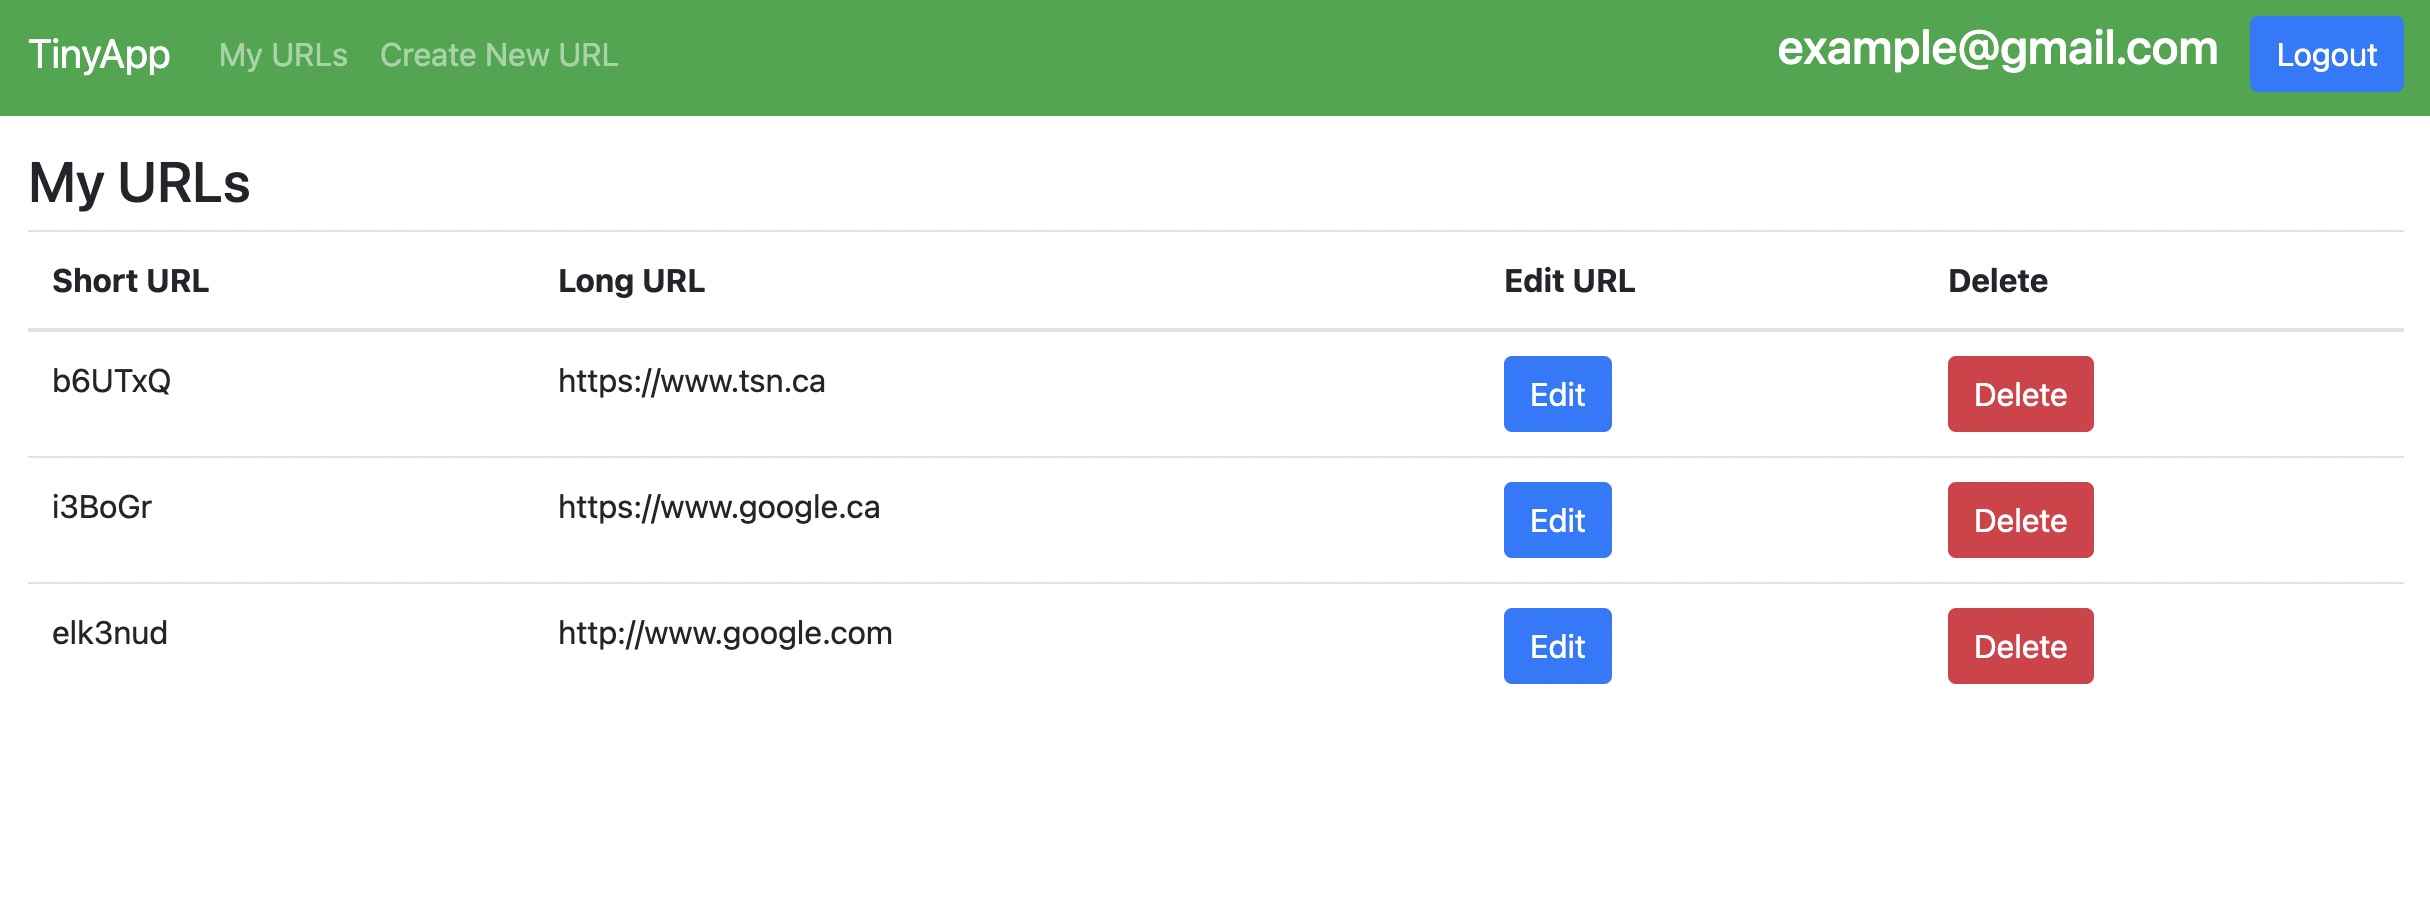 TinyApp My URLs Create New URL example@gmail.com Logout
My URLs
Short URL Long URL Edit URL Delete
b6UTxQ https://www.tsn.ca Edit Delete
i3BoGr https://www.google.ca Edit Delete
elk3nud http://www.google.com Edit Delete